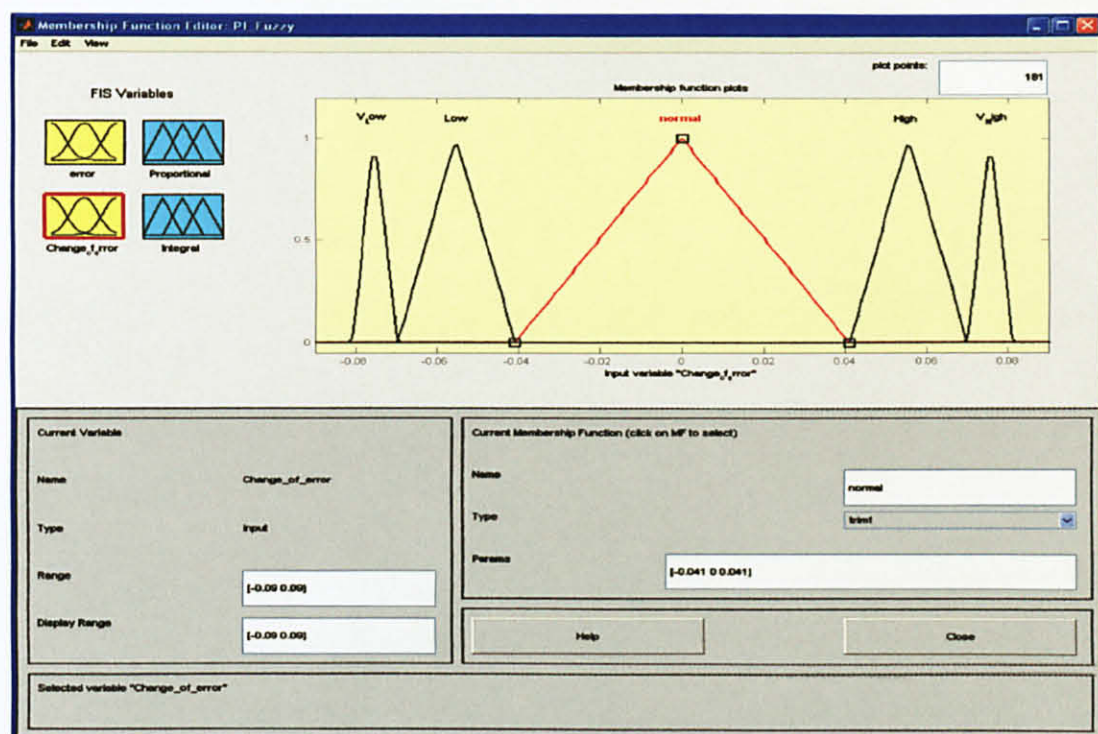 Membership Function Editor: PI_Fuzzy
File Edit View
FIS Variables
error
Proportional
Change_of_error
Integral
plot points:
181
Membership function plots
V_Low Low normal High V_High
1
0.5
0
-0.08 -0.06 -0.04 -0.02 0 0.02 0.04 0.06 0.08
Input variable "Change_of_error"
Current Variable
Name Change_of_error
Type input
Range [-0.09 0.09]
Display Range [-0.09 0.09]
Current Membership Function (click on MF to select)
Name normal
Type trimf
Params [-0.041 0 0.041]
Help Close
Selected variable "Change_of_error"